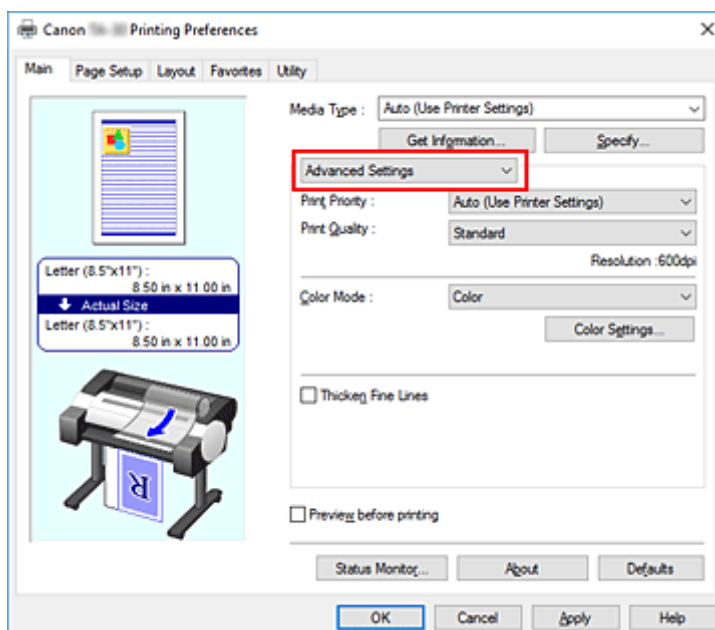 Canon Printing Preferences
Main Page Setup Layout Favorites Utility
Media Type : Auto (Use Printer Settings)
Get Information... Specify...
Advanced Settings
Print Priority : Auto (Use Printer Settings)
Print Quality : Standard
Resolution :600dpi
Letter (8.5"x11") :
8.50 in x 11.00 in
Actual Size
Letter (8.5"x11") :
8.50 in x 11.00 in
Color Mode : Color
Color Settings...
Thicken Fine Lines
R
Preview before printing
Status Monitor... About Defaults
OK Cancel Apply Help